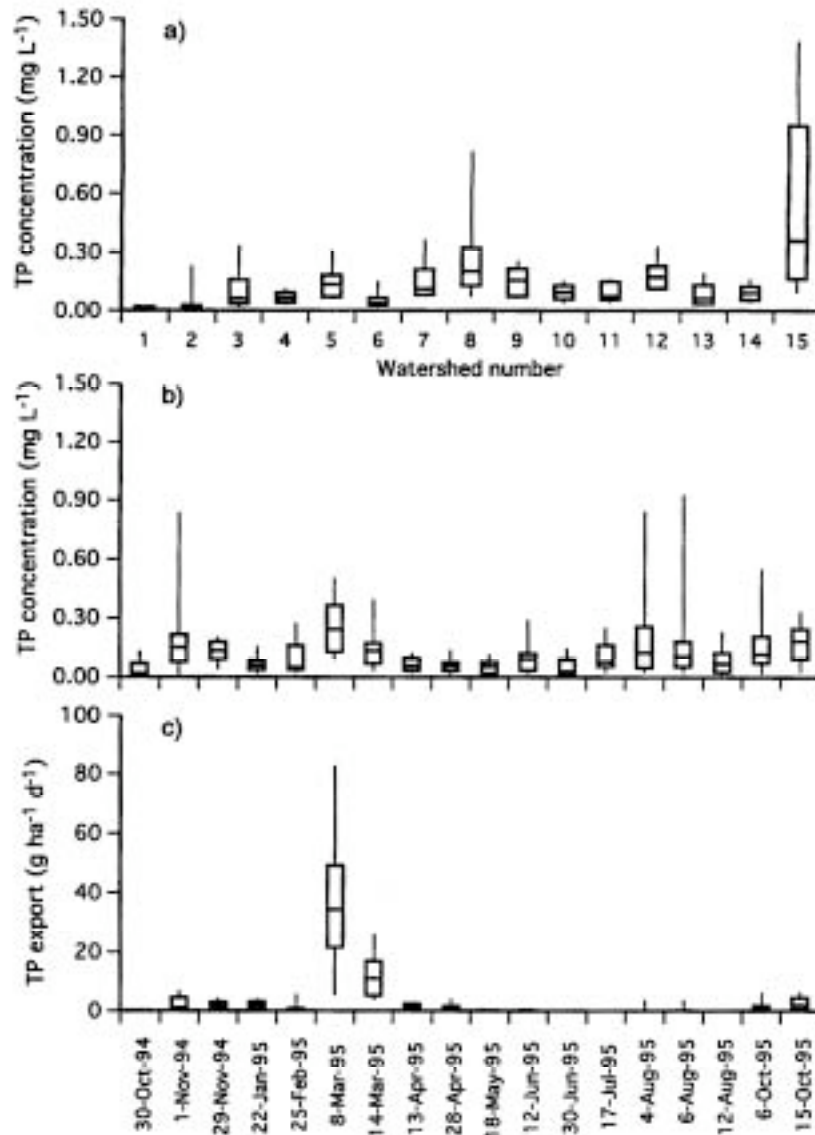 a)
TP concentration (mg L⁻¹)
1.50
1.20
0.90
0.60
0.30
0.00
1 2 3 4 5 6 7 8 9 10 11 12 13 14 15
Watershed number
b)
TP concentration (mg L⁻¹)
1.50
1.20
0.90
0.60
0.30
0.00
c)
TP export (g ha⁻¹ d⁻¹)
100
80
60
40
20
0
30-Oct-94
1-Nov-94
29-Nov-94
22-Jan-95
25-Feb-95
8-Mar-95
14-Mar-95
13-Apr-95
28-Apr-95
18-May-95
12-Jun-95
30-Jun-95
17-Jul-95
4-Aug-95
6-Aug-95
12-Aug-95
6-Oct-95
15-Oct-95